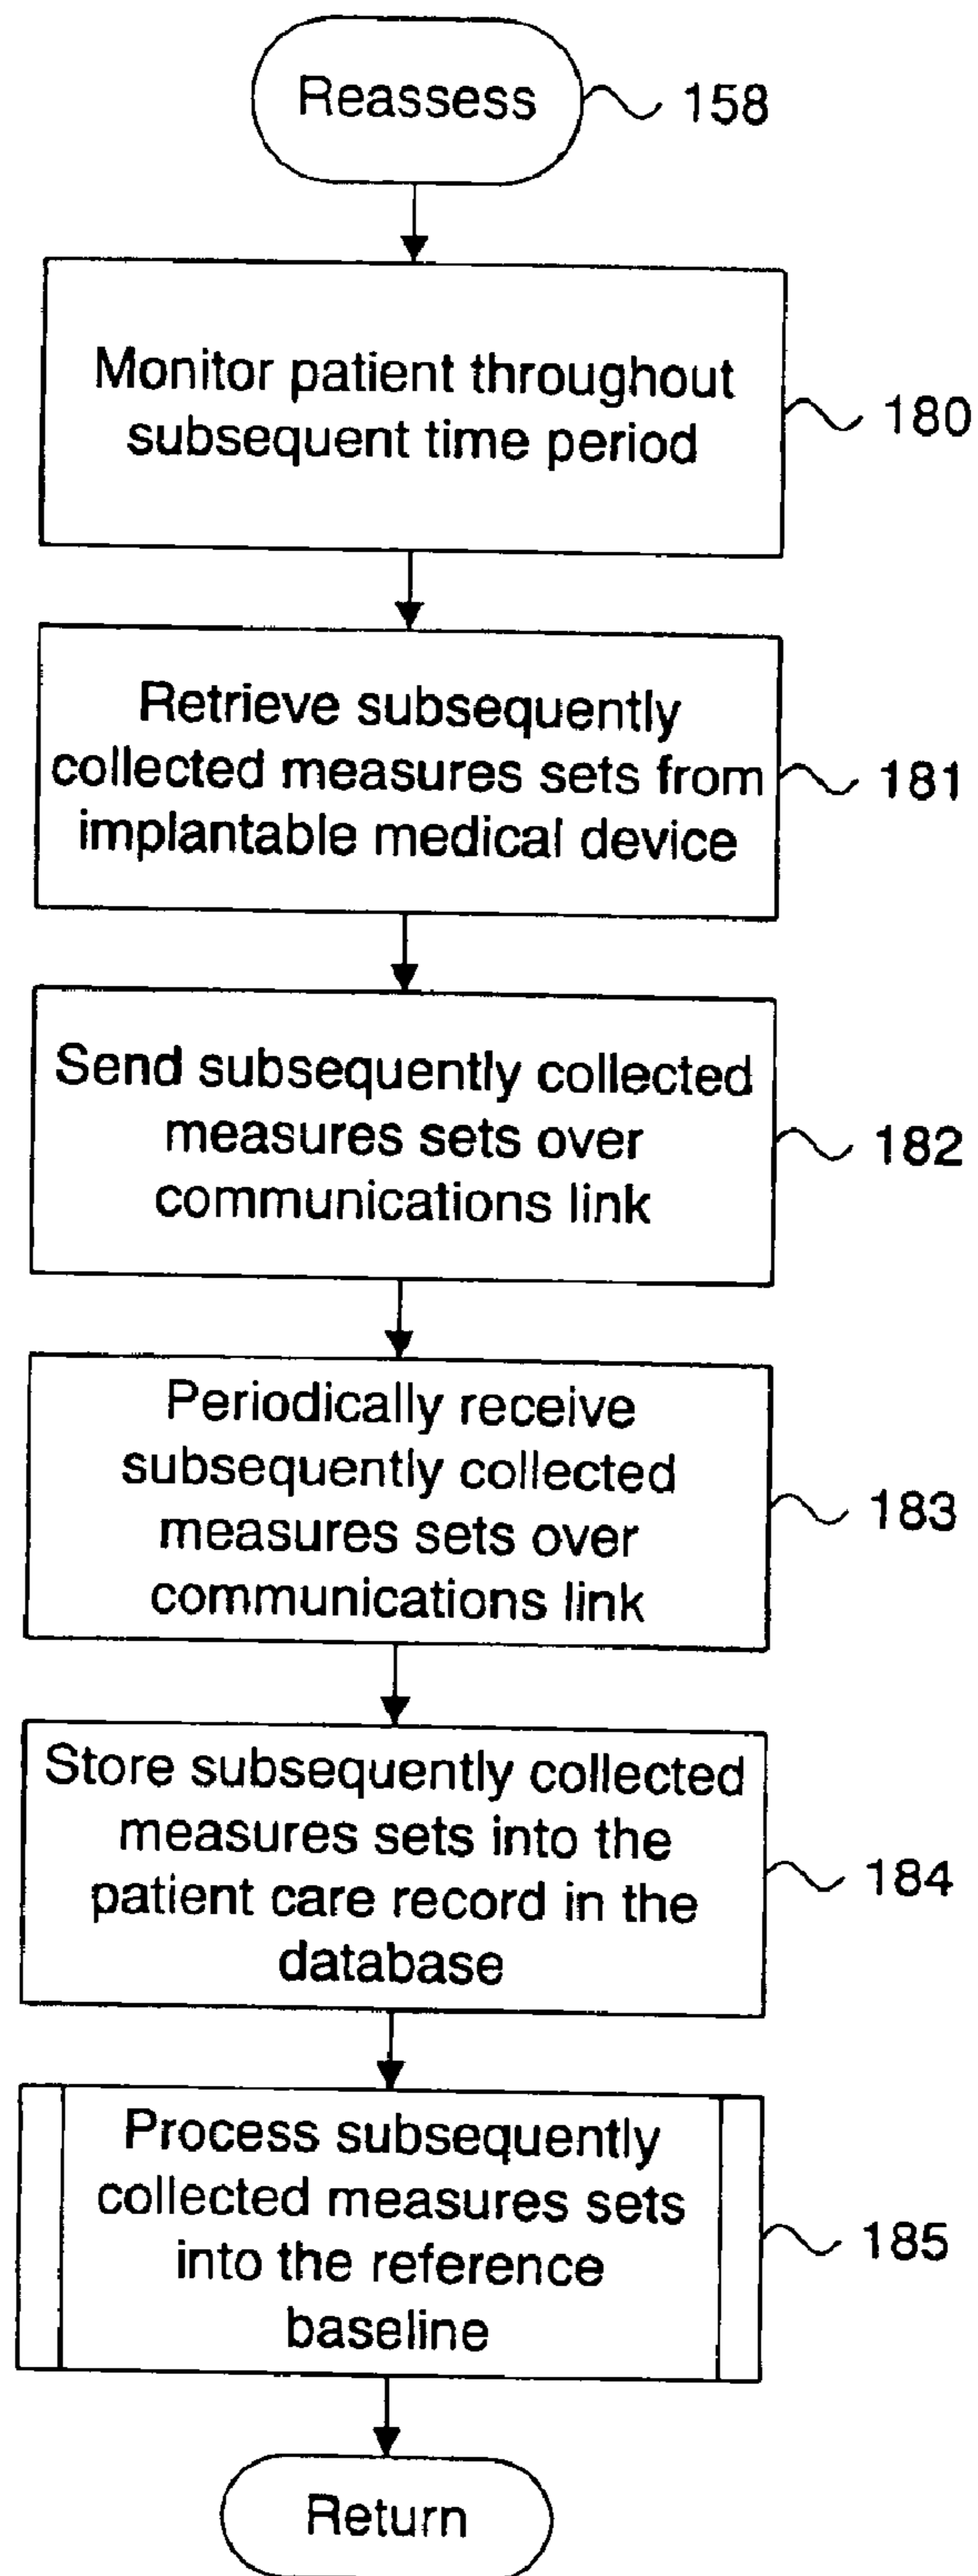 Reassess 158
Monitor patient throughout
subsequent time period
180
Retrieve subsequently
collected measures sets from
implantable medical device
181
Send subsequently collected
measures sets over
communications link
182
Periodically receive
subsequently collected
measures sets over
communications link
183
Store subsequently collected
measures sets into the
patient care record in the
database
184
Process subsequently
collected measures sets
into the reference
baseline
185
Return